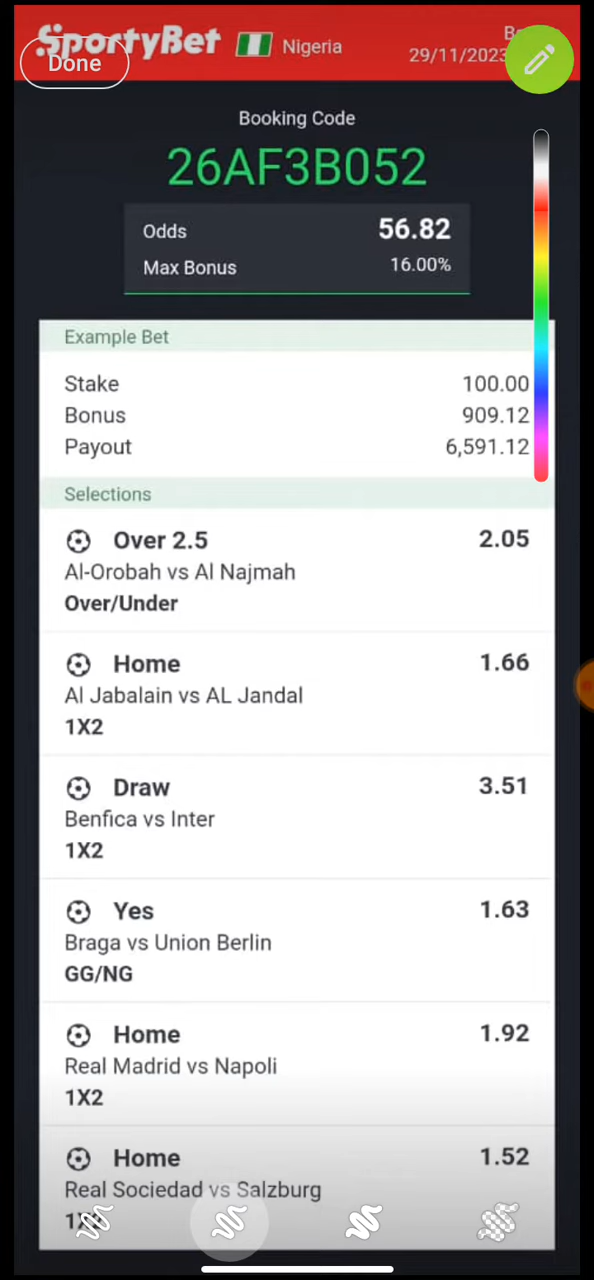 SportyBet Nigeria
Done
29/11/2023
Booking Code
26AF3B052
Odds 56.82
Max Bonus 16.00%
Example Bet
Stake 100.00
Bonus 909.12
Payout 6,591.12
Selections
Over 2.5 2.05
Al-Orobah vs Al Najmah
Over/Under
Home 1.66
Al Jabalain vs AL Jandal
1X2
Draw 3.51
Benfica vs Inter
1X2
Yes 1.63
Braga vs Union Berlin
GG/NG
Home 1.92
Real Madrid vs Napoli
1X2
Home 1.52
Real Sociedad vs Salzburg